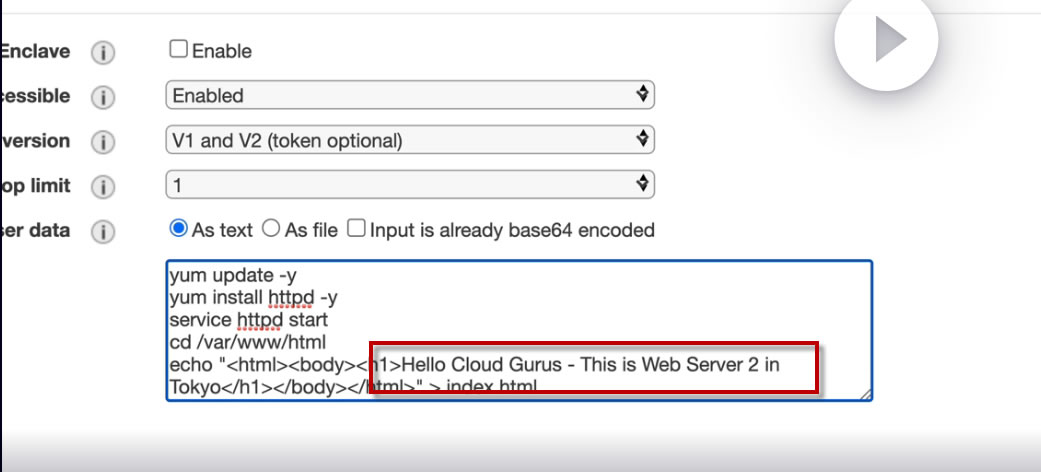 Enclave i Enable
cessible i Enabled
version i V1 and V2 (token optional)
op limit i 1
ser data i As text As file Input is already base64 encoded
yum update -y
yum install httpd -y
service httpd start
cd /var/www/html
echo "<html><body><h1>Hello Cloud Gurus - This is Web Server 2 in
Tokyo</h1></body></html>" > index.html